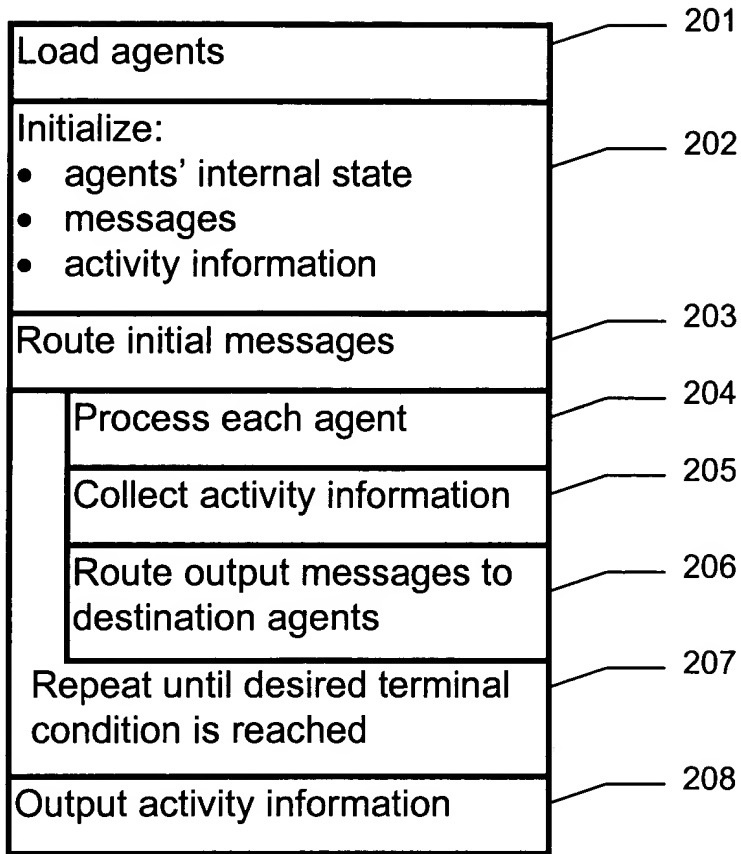 Load agents
201
Initialize:
• agents' internal state
• messages
• activity information
202
Route initial messages
203
Process each agent
204
Collect activity information
205
Route output messages to
destination agents
206
Repeat until desired terminal
condition is reached
207
Output activity information
208